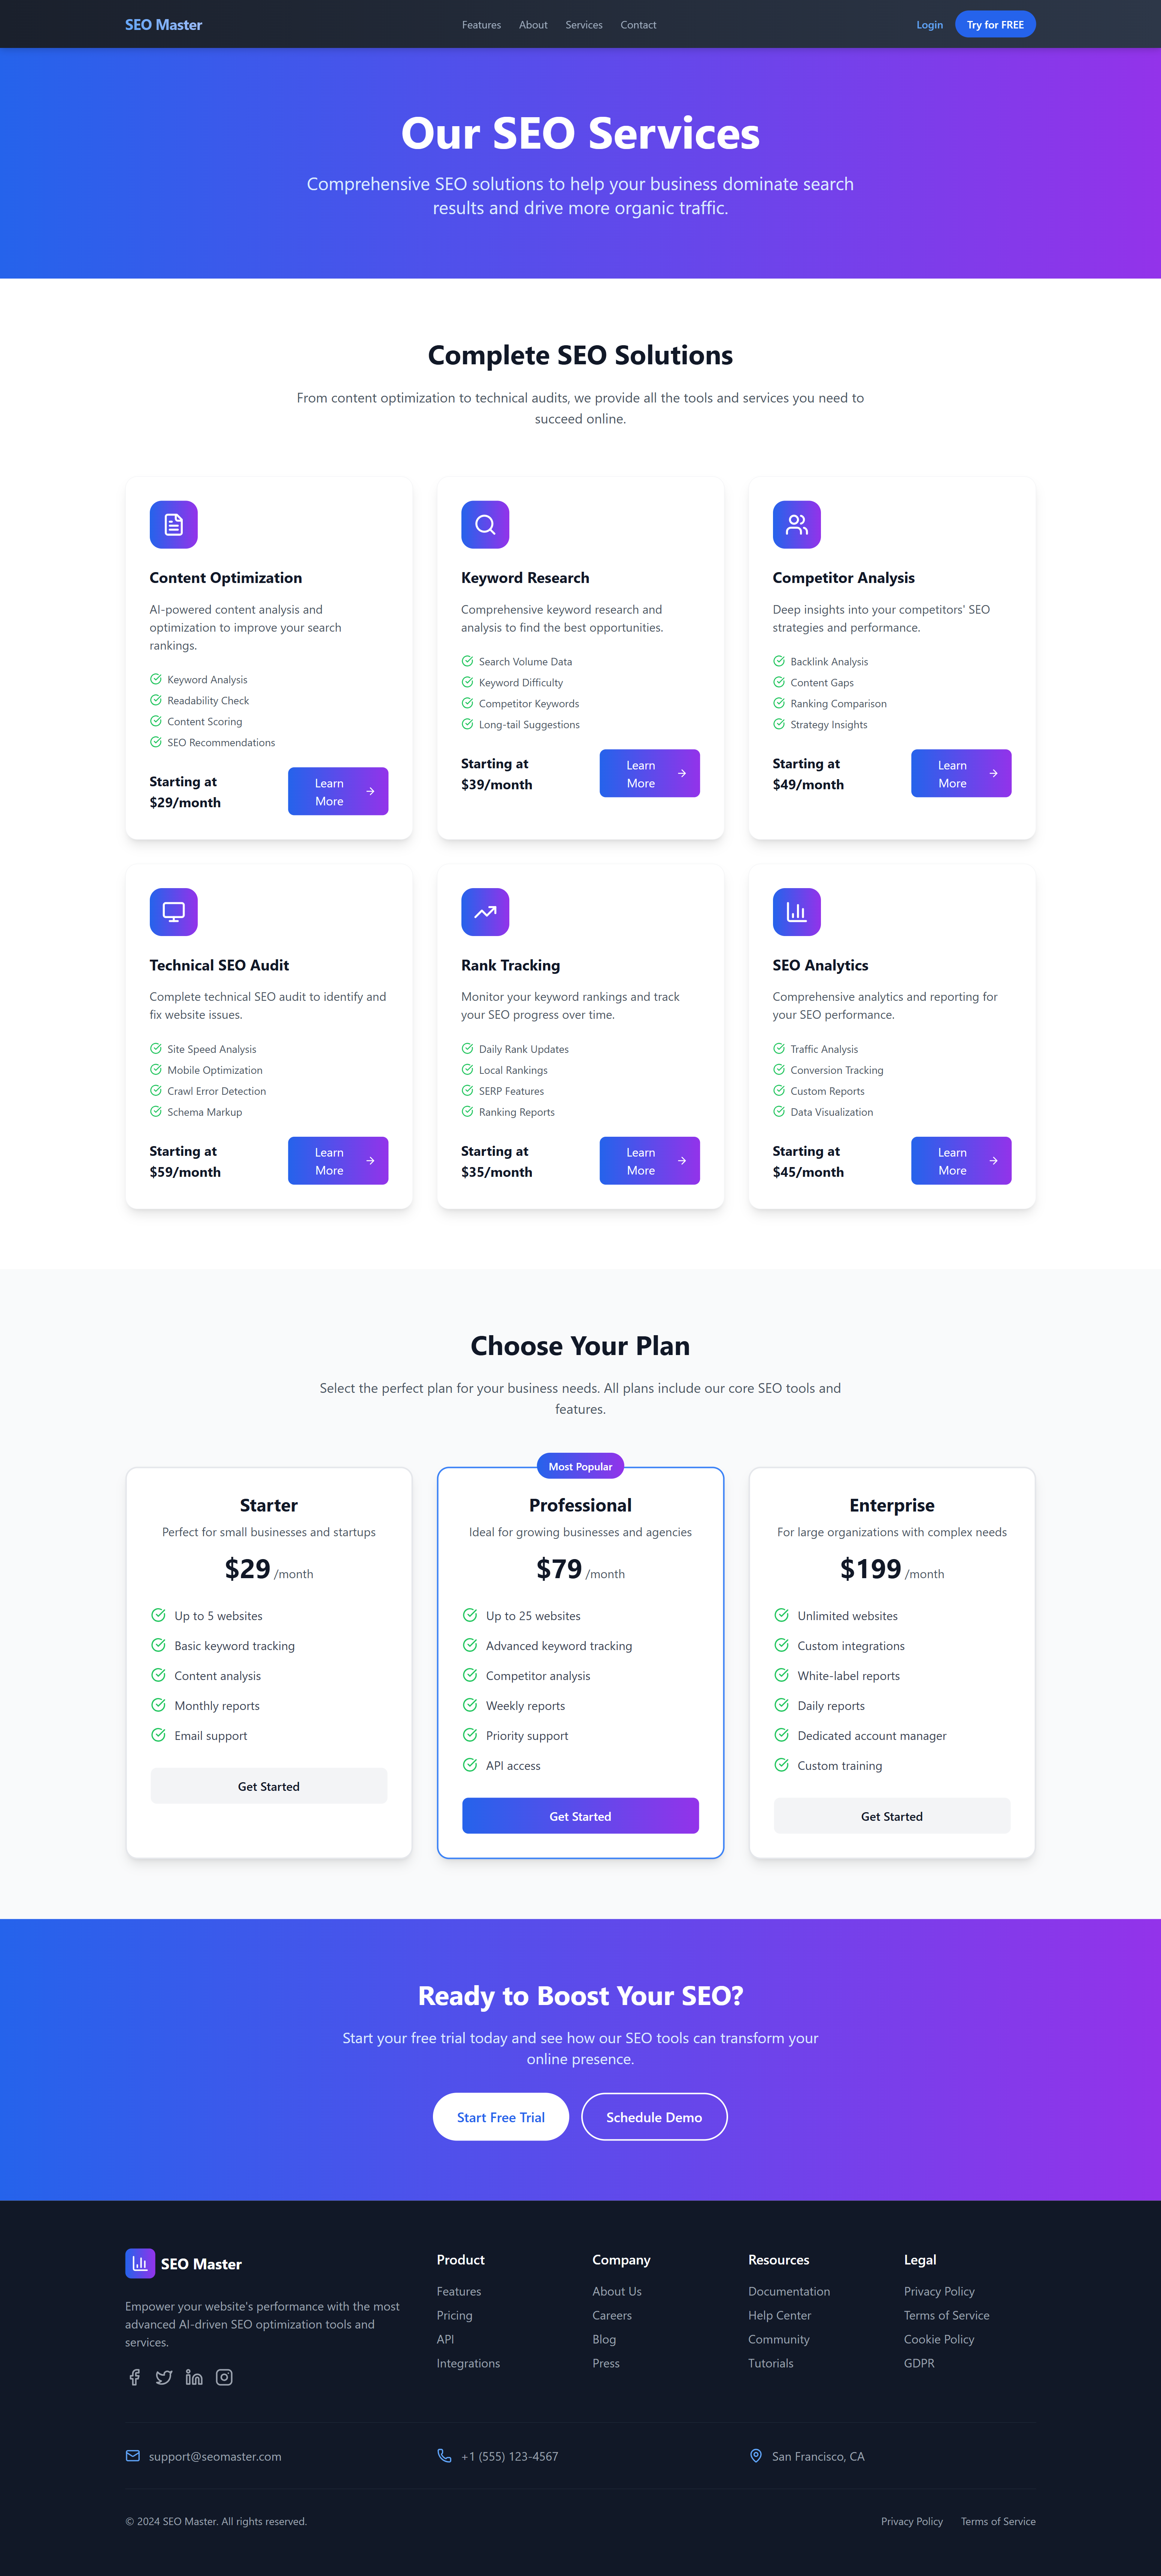 SEO Master
Features
About
Services
Contact
Login
Try for FREE
Our SEO Services
Comprehensive SEO solutions to help your business dominate search
results and drive more organic traffic.
Complete SEO Solutions
From content optimization to technical audits, we provide all the tools and services you need to
succeed online.
Content Optimization
AI-powered content analysis and
optimization to improve your search
rankings.
Keyword Analysis
Readability Check
Content Scoring
SEO Recommendations
Starting at
$29/month
Learn
More
Keyword Research
Comprehensive keyword research and
analysis to find the best opportunities.
Search Volume Data
Keyword Difficulty
Competitor Keywords
Long-tail Suggestions
Starting at
$39/month
Learn
More
Competitor Analysis
Deep insights into your competitors' SEO
strategies and performance.
Backlink Analysis
Content Gaps
Ranking Comparison
Strategy Insights
Starting at
$49/month
Learn
More
Technical SEO Audit
Complete technical SEO audit to identify and
fix website issues.
Site Speed Analysis
Mobile Optimization
Crawl Error Detection
Schema Markup
Starting at
$59/month
Learn
More
Rank Tracking
Monitor your keyword rankings and track
your SEO progress over time.
Daily Rank Updates
Local Rankings
SERP Features
Ranking Reports
Starting at
$35/month
Learn
More
SEO Analytics
Comprehensive analytics and reporting for
your SEO performance.
Traffic Analysis
Conversion Tracking
Custom Reports
Data Visualization
Starting at
$45/month
Learn
More
Choose Your Plan
Select the perfect plan for your business needs. All plans include our core SEO tools and
features.
Starter
Perfect for small businesses and startups
$29 /month
Up to 5 websites
Basic keyword tracking
Content analysis
Monthly reports
Email support
Get Started
Most Popular
Professional
Ideal for growing businesses and agencies
$79 /month
Up to 25 websites
Advanced keyword tracking
Competitor analysis
Weekly reports
Priority support
API access
Get Started
Enterprise
For large organizations with complex needs
$199 /month
Unlimited websites
Custom integrations
White-label reports
Daily reports
Dedicated account manager
Custom training
Get Started
Ready to Boost Your SEO?
Start your free trial today and see how our SEO tools can transform your
online presence.
Start Free Trial
Schedule Demo
SEO Master
Empower your website's performance with the most
advanced AI-driven SEO optimization tools and
services.
Product
Features
Pricing
API
Integrations
Company
About Us
Careers
Blog
Press
Resources
Documentation
Help Center
Community
Tutorials
Legal
Privacy Policy
Terms of Service
Cookie Policy
GDPR
support@seomaster.com
+1 (555) 123-4567
San Francisco, CA
© 2024 SEO Master. All rights reserved.
Privacy Policy
Terms of Service